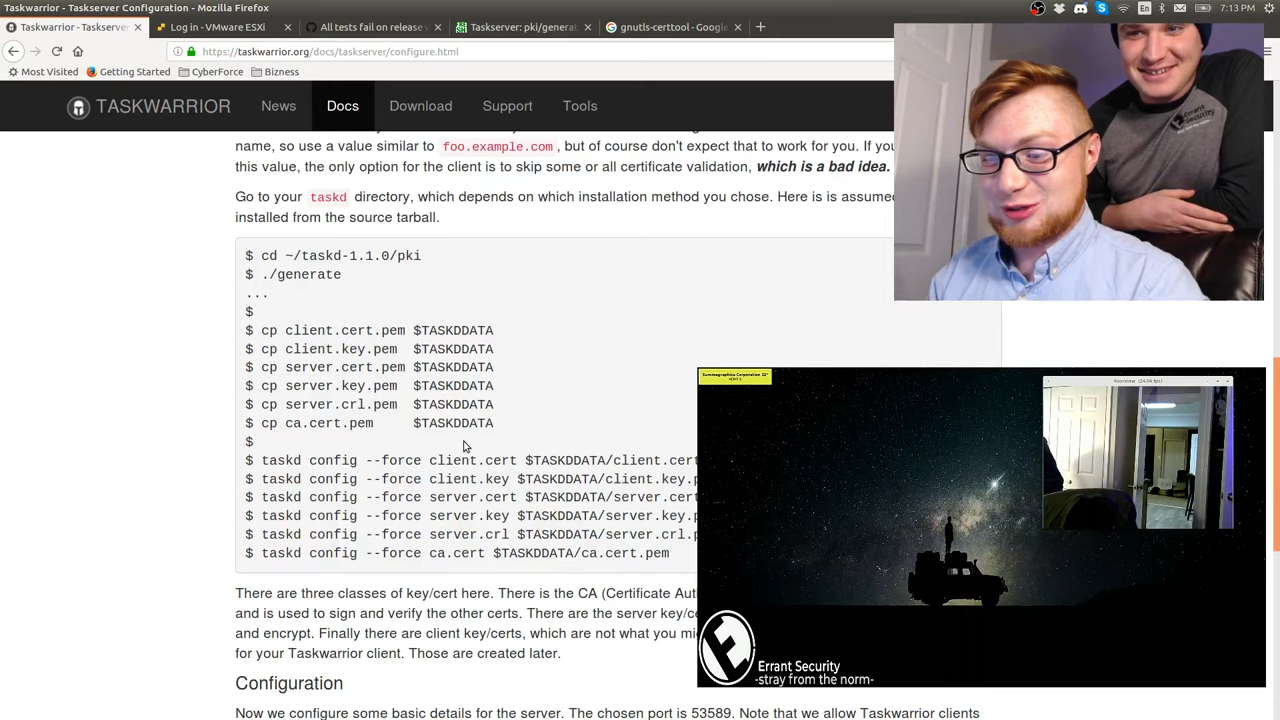 Taskwarrior - Taskserver Configuration - Mozilla Firefox
7:13 PM
Taskwarrior - Taskserver
Log in - VMware ESXi
All tests fail on release v
Taskserver: pki/generat
gnutls-certtool - Google
https://taskwarrior.org/docs/taskserver/configure.html
Most Visited
Getting Started
CyberForce
Bizness
TASKWARRIOR
News
Docs
Download
Support
Tools
name, so use a value similar to foo.example.com, but of course don't expect that to work for you. If you
this value, the only option for the client is to skip some or all certificate validation, which is a bad idea.
Go to your taskd directory, which depends on which installation method you chose. Here is is assumed
installed from the source tarball.
$ cd ~/taskd-1.1.0/pki
$ ./generate
...
$
$ cp client.cert.pem $TASKDDATA
$ cp client.key.pem $TASKDDATA
$ cp server.cert.pem $TASKDDATA
$ cp server.key.pem $TASKDDATA
$ cp server.crl.pem $TASKDDATA
$ cp ca.cert.pem $TASKDDATA
$
$ taskd config --force client.cert $TASKDDATA/client.cert
$ taskd config --force client.key $TASKDDATA/client.key.p
$ taskd config --force server.cert $TASKDDATA/server.cert
$ taskd config --force server.key $TASKDDATA/server.key.p
$ taskd config --force server.crl $TASKDDATA/server.crl.p
$ taskd config --force ca.cert $TASKDDATA/ca.cert.pem
There are three classes of key/cert here. There is the CA (Certificate Aut
and is used to sign and verify the other certs. There are the server key/ce
and encrypt. Finally there are client key/certs, which are not what you mi
for your Taskwarrior client. Those are created later.
Configuration
Now we configure some basic details for the server. The chosen port is 53589. Note that we allow Taskwarrior clients
Errant
Security
Summagraphics Corporation 22"
Errant Security
-stray from the norm-